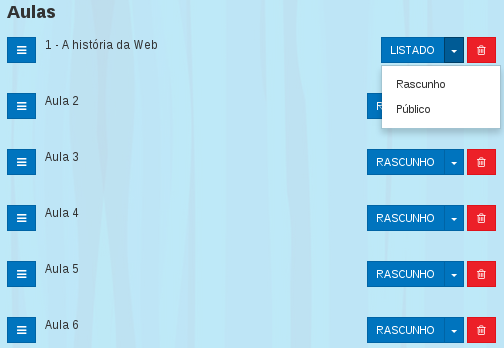 Aulas
1 - A história da Web LISTADO
Rascunho
Público
Aula 2
Aula 3 RASCUNHO
Aula 4 RASCUNHO
Aula 5 RASCUNHO
Aula 6 RASCUNHO